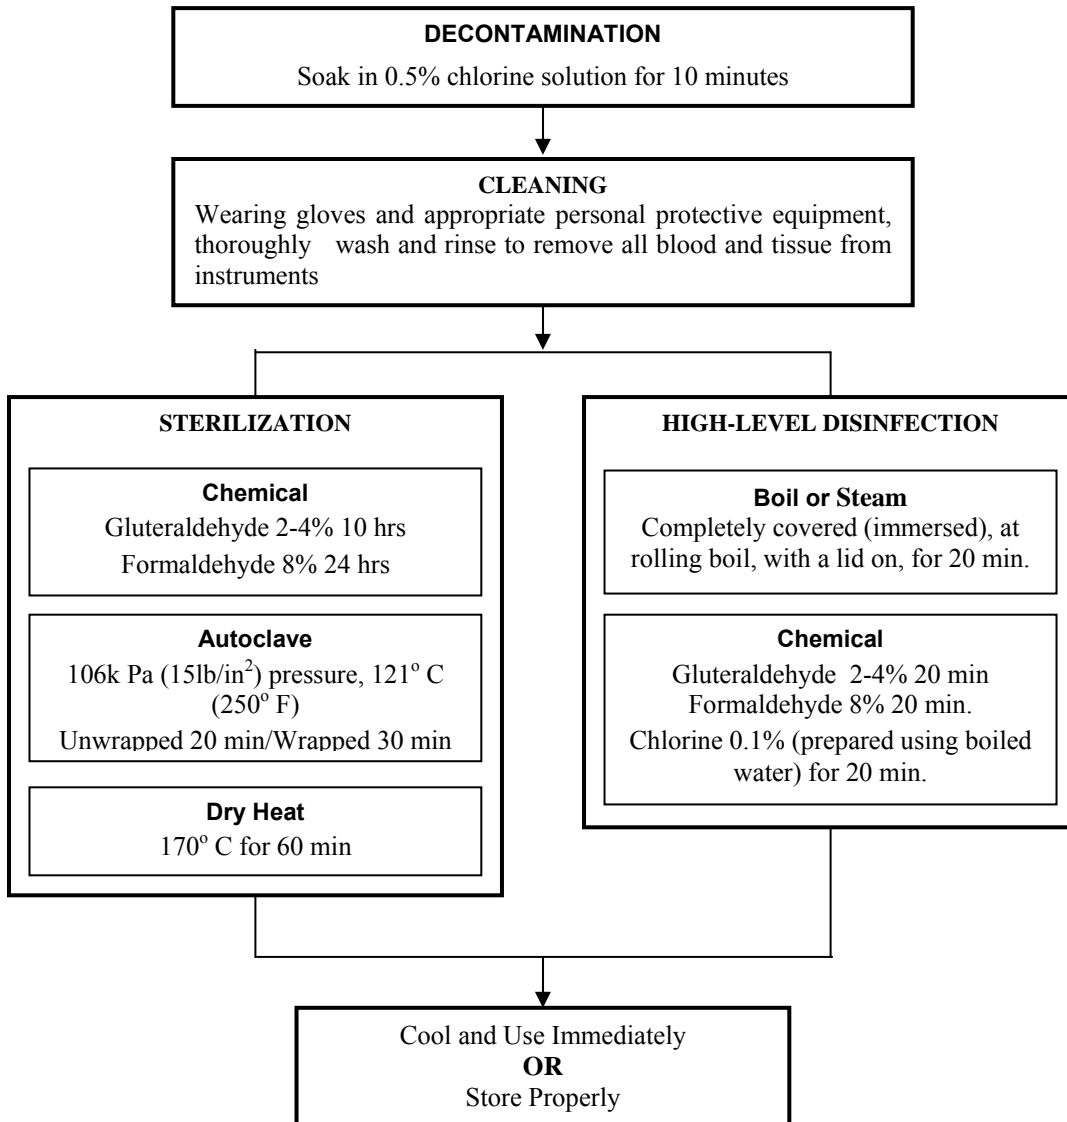 DECONTAMINATION
Soak in 0.5% chlorine solution for 10 minutes
CLEANING
Wearing gloves and appropriate personal protective equipment,
thoroughly wash and rinse to remove all blood and tissue from
instruments
STERILIZATION
Chemical
Gluteraldehyde 2-4% 10 hrs
Formaldehyde 8% 24 hrs
Autoclave
106k Pa (15lb/in²) pressure, 121° C
(250° F)
Unwrapped 20 min/Wrapped 30 min
Dry Heat
170° C for 60 min
HIGH-LEVEL DISINFECTION
Boil or Steam
Completely covered (immersed), at
rolling boil, with a lid on, for 20 min.
Chemical
Gluteraldehyde 2-4% 20 min
Formaldehyde 8% 20 min.
Chlorine 0.1% (prepared using boiled
water) for 20 min.
Cool and Use Immediately
OR
Store Properly